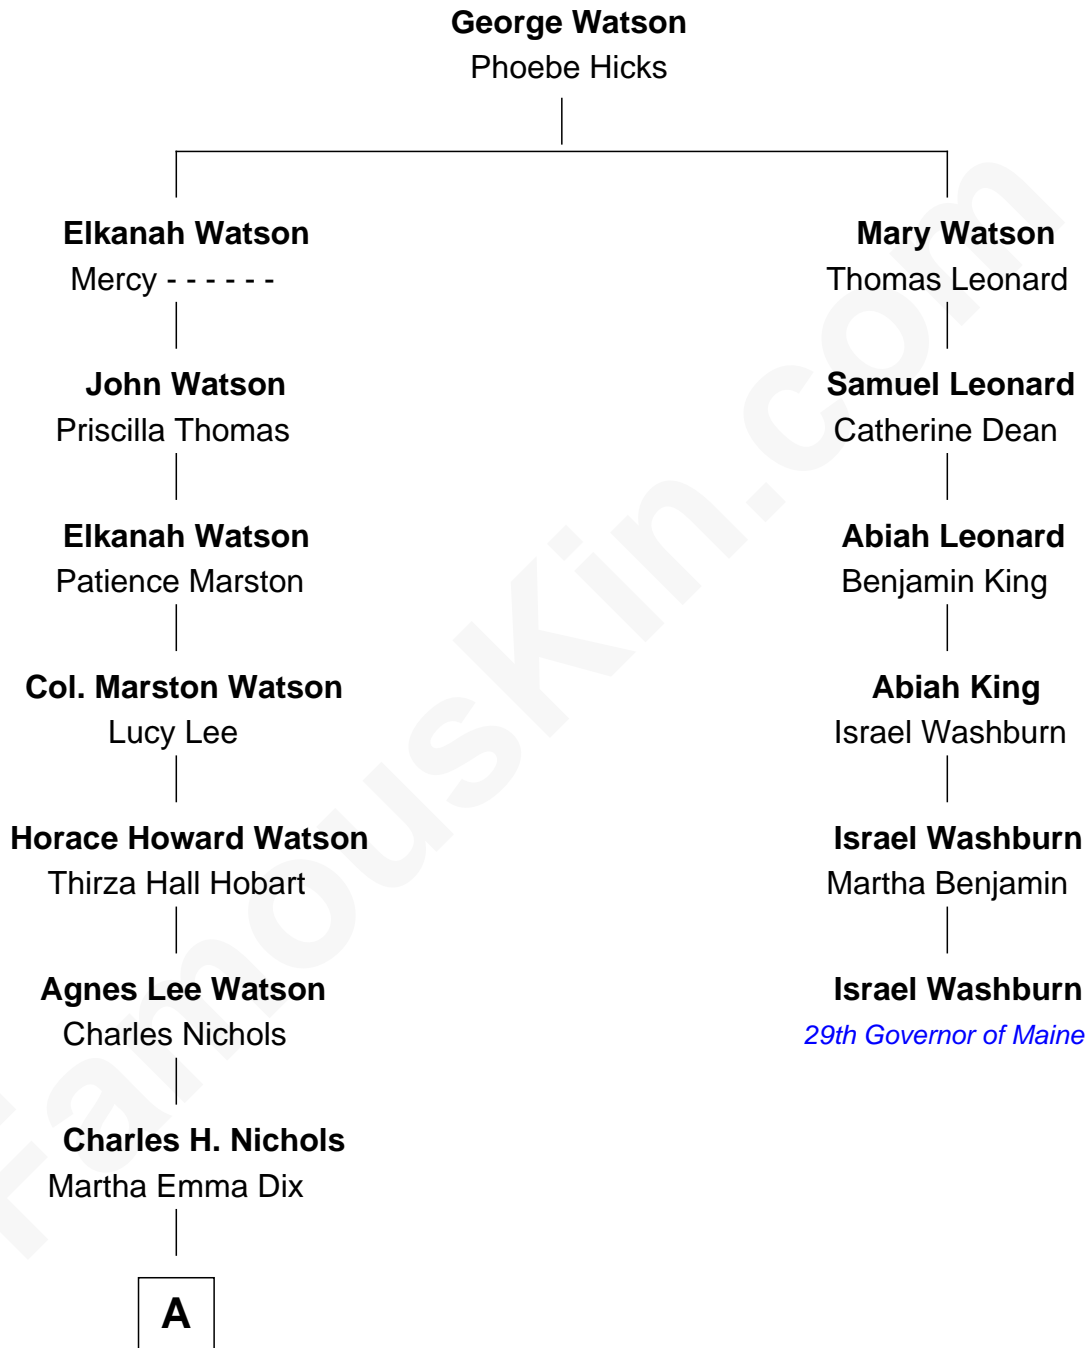 George Watson
Phoebe Hicks
Elkanah Watson
Mercy - - - - - -
John Watson
Priscilla Thomas
Elkanah Watson
Patience Marston
Col. Marston Watson
Lucy Lee
Horace Howard Watson
Thirza Hall Hobart
Agnes Lee Watson
Charles Nichols
Charles H. Nichols
Martha Emma Dix
A
Mary Watson
Thomas Leonard
Samuel Leonard
Catherine Dean
Abiah Leonard
Benjamin King
Abiah King
Israel Washburn
Israel Washburn
Martha Benjamin
Israel Washburn
29th Governor of Maine
FamousKin.com